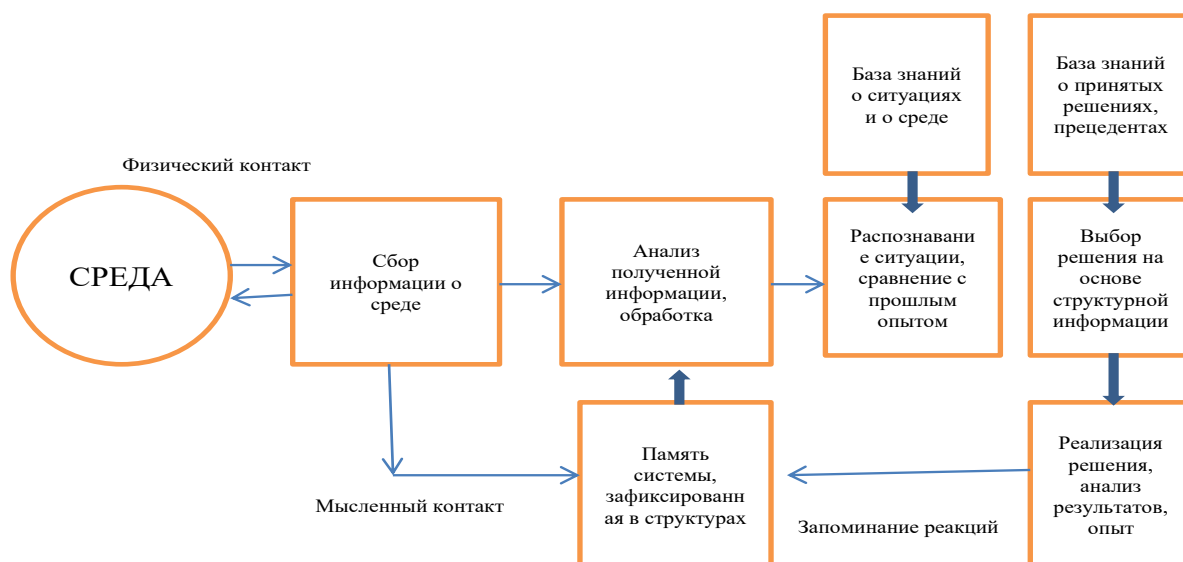 База знаний
о ситуациях
и о среде
База знаний
о принятых
решениях,
прецедентах
Физический контакт
СРЕДА
Сбор
информации о
среде
Анализ
полученной
информации,
обработка
Распознавани
е ситуации,
сравнение с
прошлым
опытом
Выбор
решения на
основе
структурной
информации
Мысленный контакт
Память
системы,
зафиксированн
ая в структурах
Запоминание реакций
Реализация
решения,
анализ
результатов,
опыт